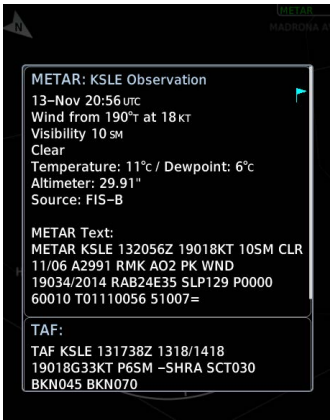 METAR
MADRONA A
N
METAR: KSLE Observation
13-Nov 20:56 UTC
Wind from 190°T at 18 KT
Visibility 10 SM
Clear
Temperature: 11°C / Dewpoint: 6°C
Altimeter: 29.91"
Source: FIS-B
METAR Text:
METAR KSLE 132056Z 19018KT 10SM CLR
11/06 A2991 RMK AO2 PK WND
19034/2014 RAB24E35 SLP129 P0000
60010 T01110056 51007=
H
TAF:
TAF KSLE 131738Z 1318/1418
19018G33KT P6SM -SHRA SCT030
BKN045 BKN070